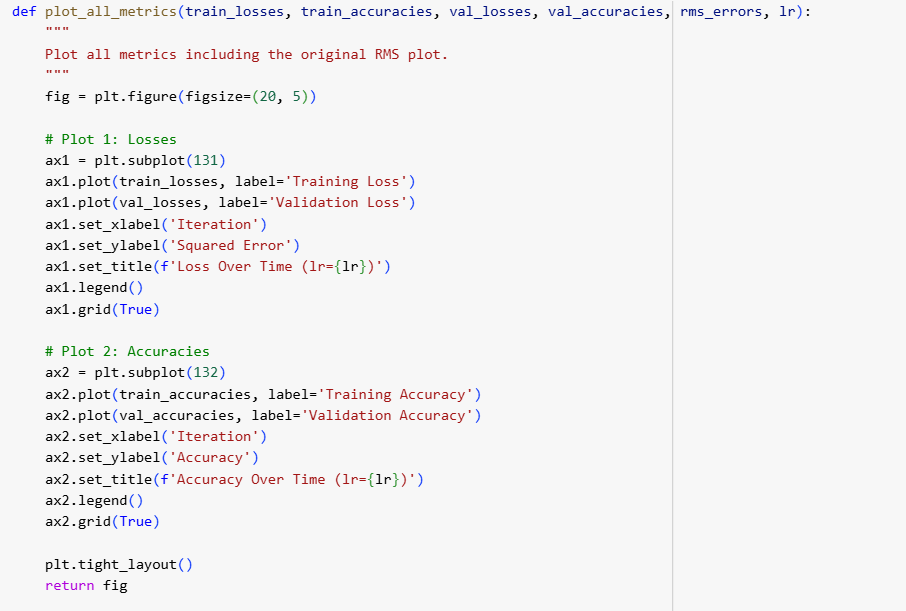 def plot_all_metrics(train_losses, train_accuracies, val_losses, val_accuracies, rms_errors, lr):
    """
    Plot all metrics including the original RMS plot.
    """
    fig = plt.figure(figsize=(20, 5))

    # Plot 1: Losses
    ax1 = plt.subplot(131)
    ax1.plot(train_losses, label='Training Loss')
    ax1.plot(val_losses, label='Validation Loss')
    ax1.set_xlabel('Iteration')
    ax1.set_ylabel('Squared Error')
    ax1.set_title(f'Loss Over Time (lr={lr})')
    ax1.legend()
    ax1.grid(True)

    # Plot 2: Accuracies
    ax2 = plt.subplot(132)
    ax2.plot(train_accuracies, label='Training Accuracy')
    ax2.plot(val_accuracies, label='Validation Accuracy')
    ax2.set_xlabel('Iteration')
    ax2.set_ylabel('Accuracy')
    ax2.set_title(f'Accuracy Over Time (lr={lr})')
    ax2.legend()
    ax2.grid(True)

    plt.tight_layout()
    return fig